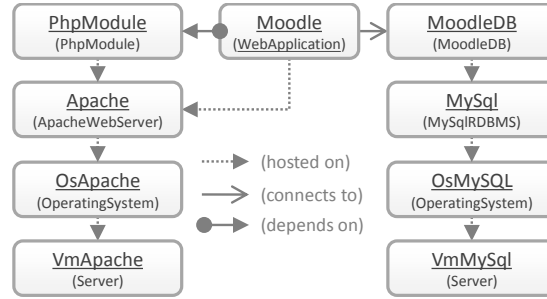 PhpModule
(PhpModule)
Moodle
(WebApplication)
MoodleDB
(MoodleDB)
Apache
(ApacheWebServer)
MySql
(MySqlRDBMS)
(hosted on)
(connects to)
(depends on)
OsApache
(OperatingSystem)
OsMySQL
(OperatingSystem)
VmApache
(Server)
VmMySql
(Server)